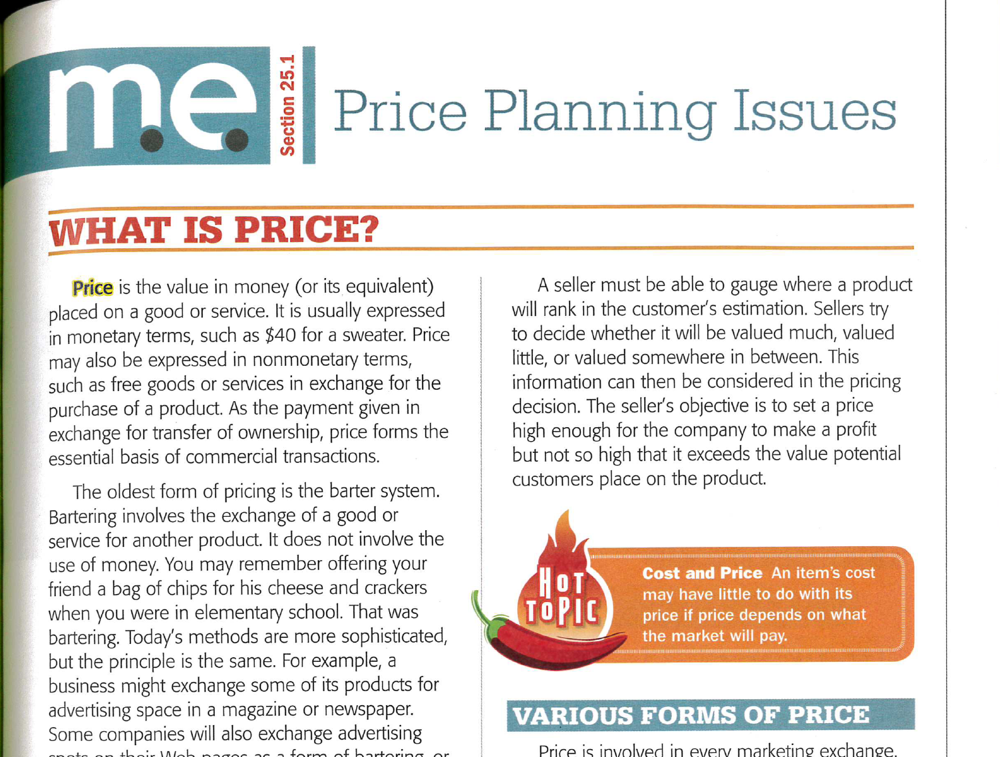 m.e.
Section 25.1
Price Planning Issues
WHAT IS PRICE?
Price is the value in money (or its equivalent)
placed on a good or service. It is usually expressed
in monetary terms, such as $40 for a sweater. Price
may also be expressed in nonmonetary terms,
such as free goods or services in exchange for the
purchase of a product. As the payment given in
exchange for transfer of ownership, price forms the
essential basis of commercial transactions.
The oldest form of pricing is the barter system.
Bartering involves the exchange of a good or
service for another product. It does not involve the
use of money. You may remember offering your
friend a bag of chips for his cheese and crackers
when you were in elementary school. That was
bartering. Today's methods are more sophisticated,
but the principle is the same. For example, a
business might exchange some of its products for
advertising space in a magazine or newspaper.
Some companies will also exchange advertising
spots on their Web pages as a form of bartering, or
A seller must be able to gauge where a product
will rank in the customer's estimation. Sellers try
to decide whether it will be valued much, valued
little, or valued somewhere in between. This
information can then be considered in the pricing
decision. The seller's objective is to set a price
high enough for the company to make a profit
but not so high that it exceeds the value potential
customers place on the product.
HOT
TOPIC
Cost and Price An item's cost
may have little to do with its
price if price depends on what
the market will pay.
VARIOUS FORMS OF PRICE
Price is involved in every marketing exchange.